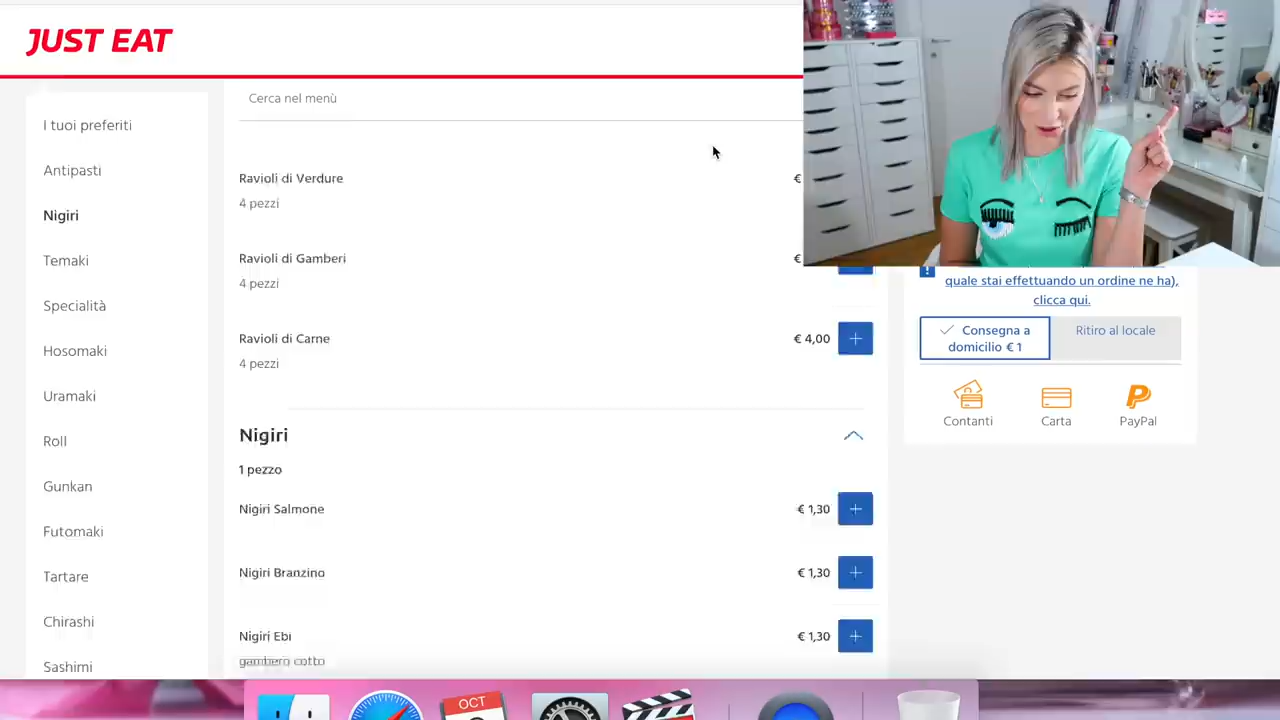 JUST EAT
I tuoi preferiti
Antipasti
Nigiri
Temaki
Specialità
Hosomaki
Uramaki
Roll
Gunkan
Futomaki
Tartare
Chirashi
Sashimi
Cerca nel menù
Ravioli di Verdure
€
4 pezzi
Ravioli di Gamberi
€
4 pezzi
Ravioli di Carne
€ 4,00
4 pezzi
Nigiri
1 pezzo
Nigiri Salmone
€ 1,30
Nigiri Branzino
€ 1,30
Nigiri Ebi
€ 1,30
gambero cotto
quale stai effettuando un ordine ne ha),
clicca qui.
Consegna a
domicilio € 1
Ritiro al locale
Contanti
Carta
PayPal
OCT